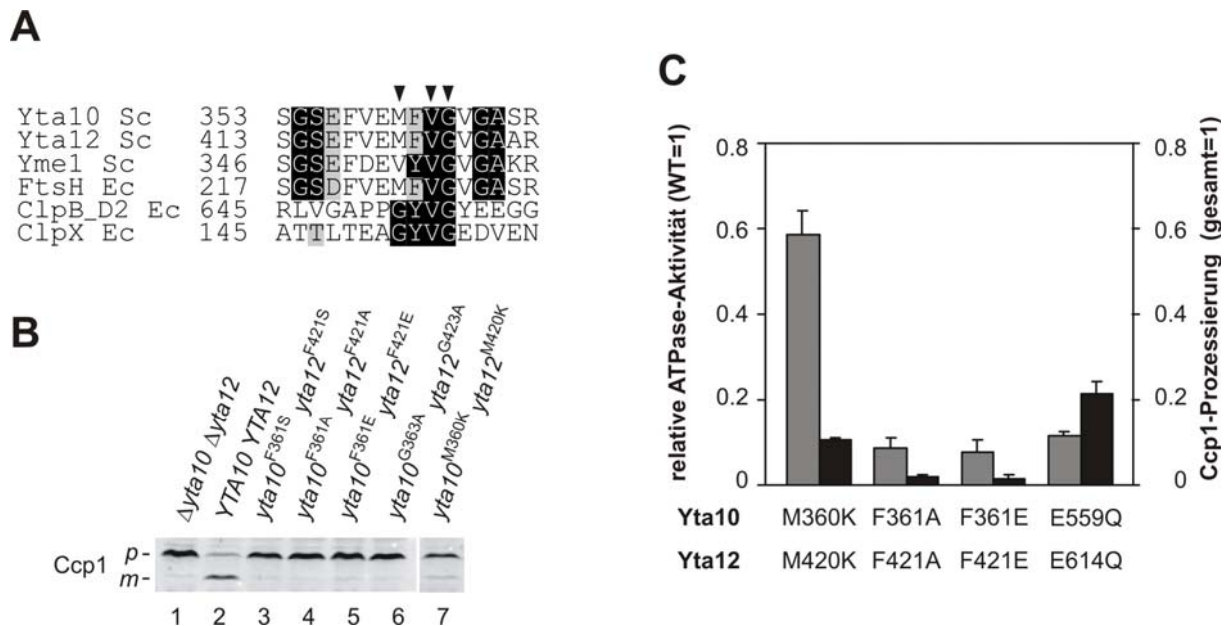 A
Yta10 Sc 353 SGSEFVEMFVGVGASR
Yta12 Sc 413 SGSEFVEMFVGVGAAR
Yme1 Sc 346 SGSEFDEVYVGVGAKR
FtsH Ec 217 SGSDFVEMFVGVGASR
ClpB_D2 Ec 645 RLVGAPPGYVGYEEGG
ClpX Ec 145 ATTLTEAGYVGEDVEN
B
Δyta10 Δyta12
YTA10 YTA12
yta10F361S yta12F421S
yta10F361A yta12F421A
yta10F361E yta12F421E
yta10G363A yta12G423A
yta10M360K yta12M420K
Ccp1
p
m
1 2 3 4 5 6 7
C
relative ATPase-Aktivität (WT=1)
0.8
0.6
0.4
0.2
0
0.8
0.6
0.4
0.2
0
Ccp1-Prozessierung (gesamt=1)
Yta10 M360K F361A F361E E559Q
Yta12 M420K F421A F421E E614Q